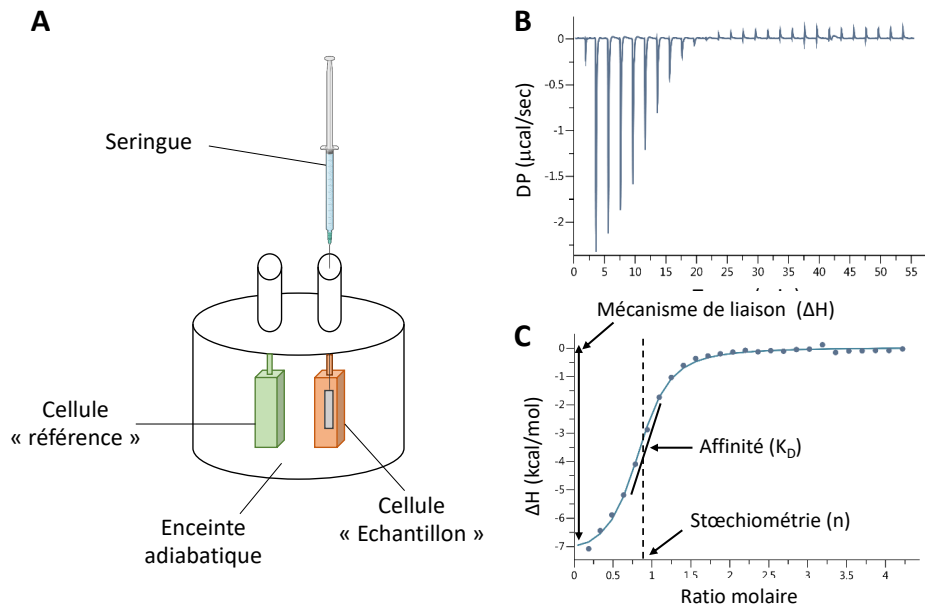 A
Seringue
Cellule
« référence »
Enceinte
adiabatique
Cellule
« Echantillon »
B
DP (μcal/sec)
0
-0.5
-1
-1.5
-2
0 5 10 15 20 25 30 35 40 45 50 55
Mécanisme de liaison (ΔH)
C
ΔH (kcal/mol)
0
-1
-2
-3
-4
-5
-6
-7
Affinité (KD)
Stœchiométrie (n)
0 0.5 1 1.5 2 2.5 3 3.5 4
Ratio molaire